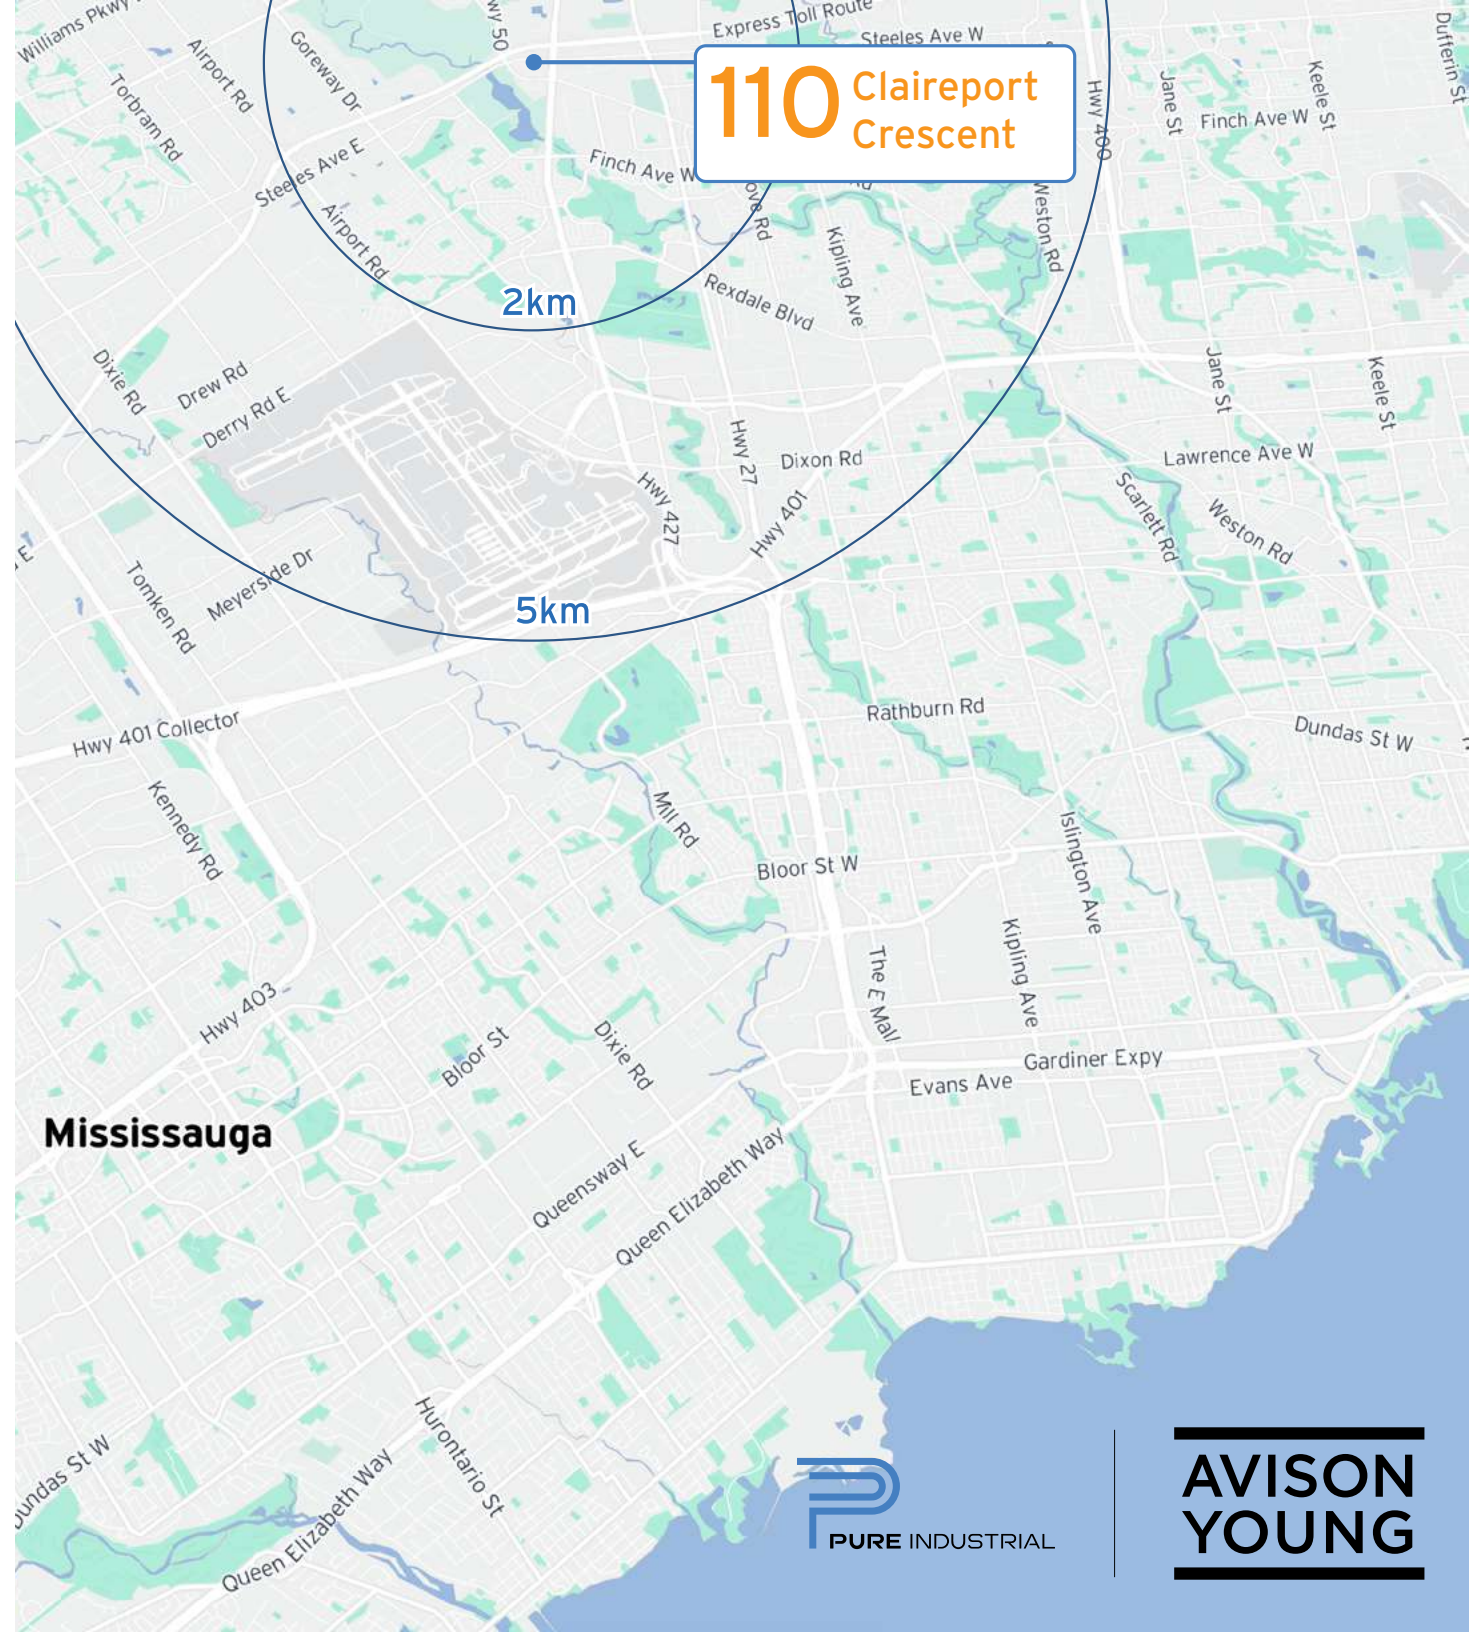 Williams Pkwy
Airport Rd
Torbram Rd
Goreway Dr
wy 50
Express Toll Route
Steeles Ave W
110 Claireport
Crescent
Hwy 400
Jane St
Finch Ave W
Keele St
Dufferin St
Steeles Ave E
Airport Rd
Finch Ave W
ove Rd
Kipling Ave
Weston Rd
2km
Rexdale Blvd
Dixie Rd
Drew Rd
Derry Rd E
Jane St
Keele St
Hwy 27
Dixon Rd
Lawrence Ave W
Hwy 427
Hwy 401
Scarlett Rd
Weston Rd
E
Tomken Rd
Meyerside Dr
5km
Hwy 401 Collector
Rathburn Rd
Dundas St W
Kennedy Rd
Mill Rd
Bloor St W
Islington Ave
Kipling Ave
The E Mall
Hwy 403
Bloor St
Dixie Rd
Gardiner Expy
Evans Ave
Mississauga
Queensway E
Queen Elizabeth Way
Hurontario St
Dundas St W
Queen Elizabeth Way
PURE INDUSTRIAL
AVISON
YOUNG